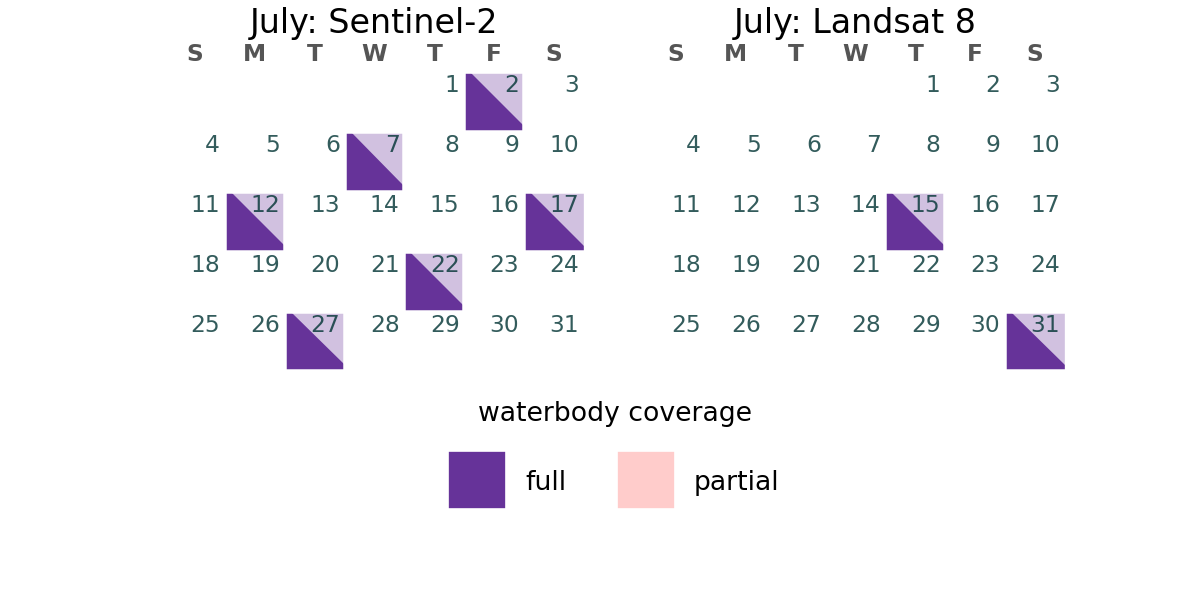 July: Sentinel-2
S M T W T F S
1 2 3
4 5 6 7 8 9 10
11 12 13 14 15 16 17
18 19 20 21 22 23 24
25 26 27 28 29 30 31
July: Landsat 8
S M T W T F S
1 2 3
4 5 6 7 8 9 10
11 12 13 14 15 16 17
18 19 20 21 22 23 24
25 26 27 28 29 30 31
waterbody coverage
full partial